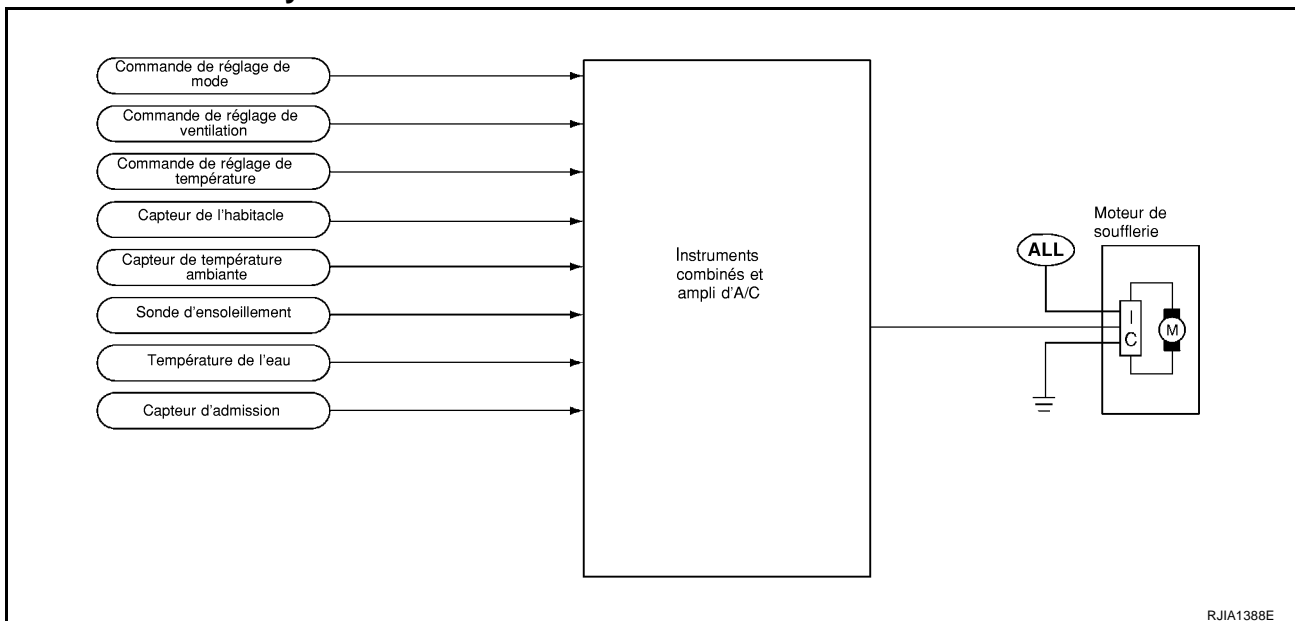 Commande de réglage de
mode
Commande de réglage de
ventilation
Commande de réglage de
température
Capteur de l'habitacle
Capteur de température
ambiante
Sonde d'ensoleillement
Température de l'eau
Capteur d'admission
Instruments
combinés et
ampli d'A/C
Moteur de
soufflerie
ALL
I
C
M
RJIA1388E